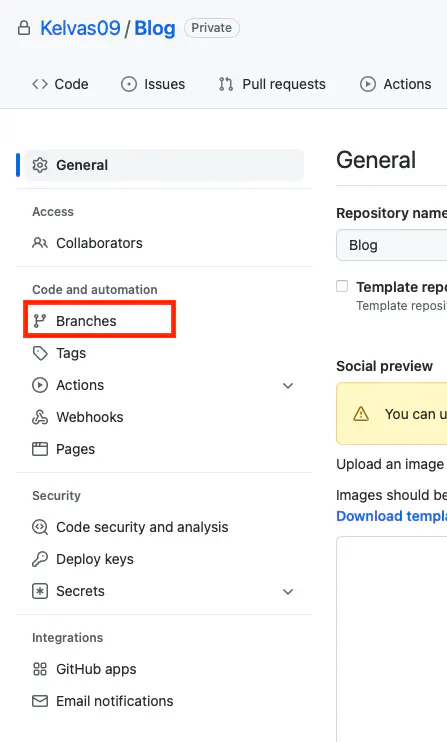 Kelvas09 / Blog Private
Code Issues Pull requests Actions
General
Access
Collaborators
Code and automation
Branches
Tags
Actions
Webhooks
Pages
Security
Code security and analysis
Deploy keys
Secrets
Integrations
GitHub apps
Email notifications
General
Repository name
Blog
Template repo
Template reposi
Social preview
You can u
Upload an image
Images should be
Download templa